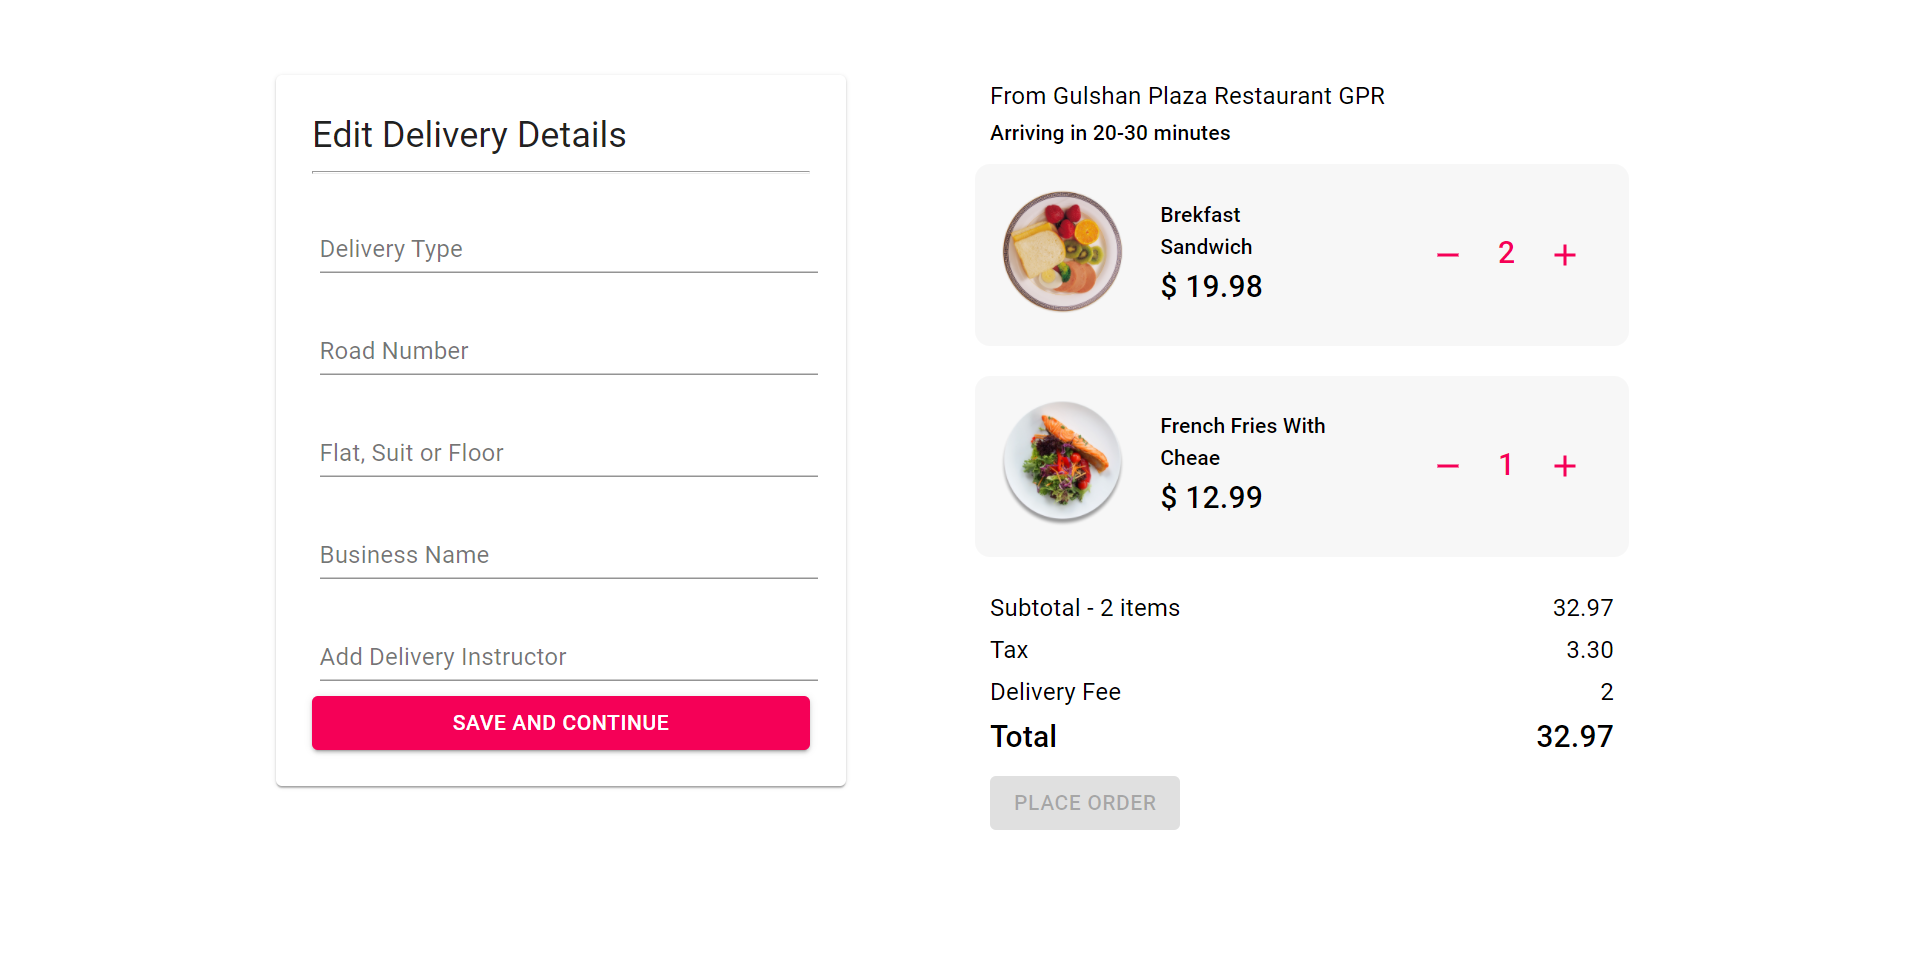 Edit Delivery Details
Delivery Type
Road Number
Flat, Suit or Floor
Business Name
Add Delivery Instructor
SAVE AND CONTINUE
From Gulshan Plaza Restaurant GPR
Arriving in 20-30 minutes
Brekfast
Sandwich
$ 19.98
− 2 +
French Fries With
Cheae
$ 12.99
− 1 +
Subtotal - 2 items 32.97
Tax 3.30
Delivery Fee 2
Total 32.97
PLACE ORDER